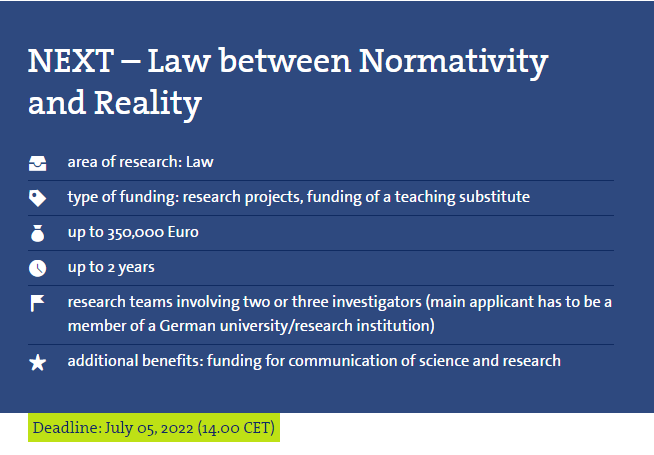 NEXT – Law between Normativity
and Reality
area of research: Law
type of funding: research projects, funding of a teaching substitute
up to 350,000 Euro
up to 2 years
research teams involving two or three investigators (main applicant has to be a
member of a German university/research institution)
additional benefits: funding for communication of science and research
Deadline: July 05, 2022 (14.00 CET)